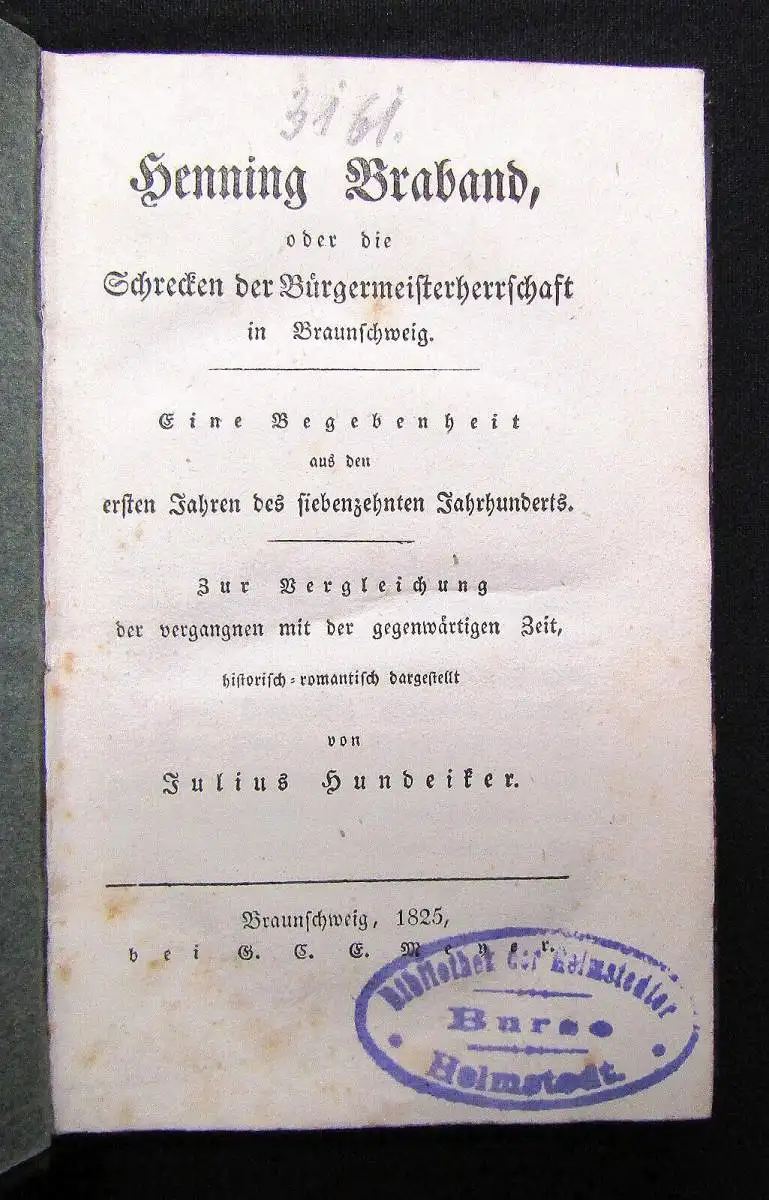 3161.
Henning Braband,
oder die
Schrecken der Bürgermeisterherrschaft
in Braunschweig.
Eine Begebenheit
aus den
ersten Jahren des siebenzehnten Jahrhunderts.
Zur Vergleichung
der vergangnen mit der gegenwärtigen Zeit,
historisch-romantisch dargestellt
von
Julius Hundeiker.
Braunschweig, 1825,
bei G. C. E. Meyer.
Bibliothek der Helmstedter
Burse
Helmstedt.